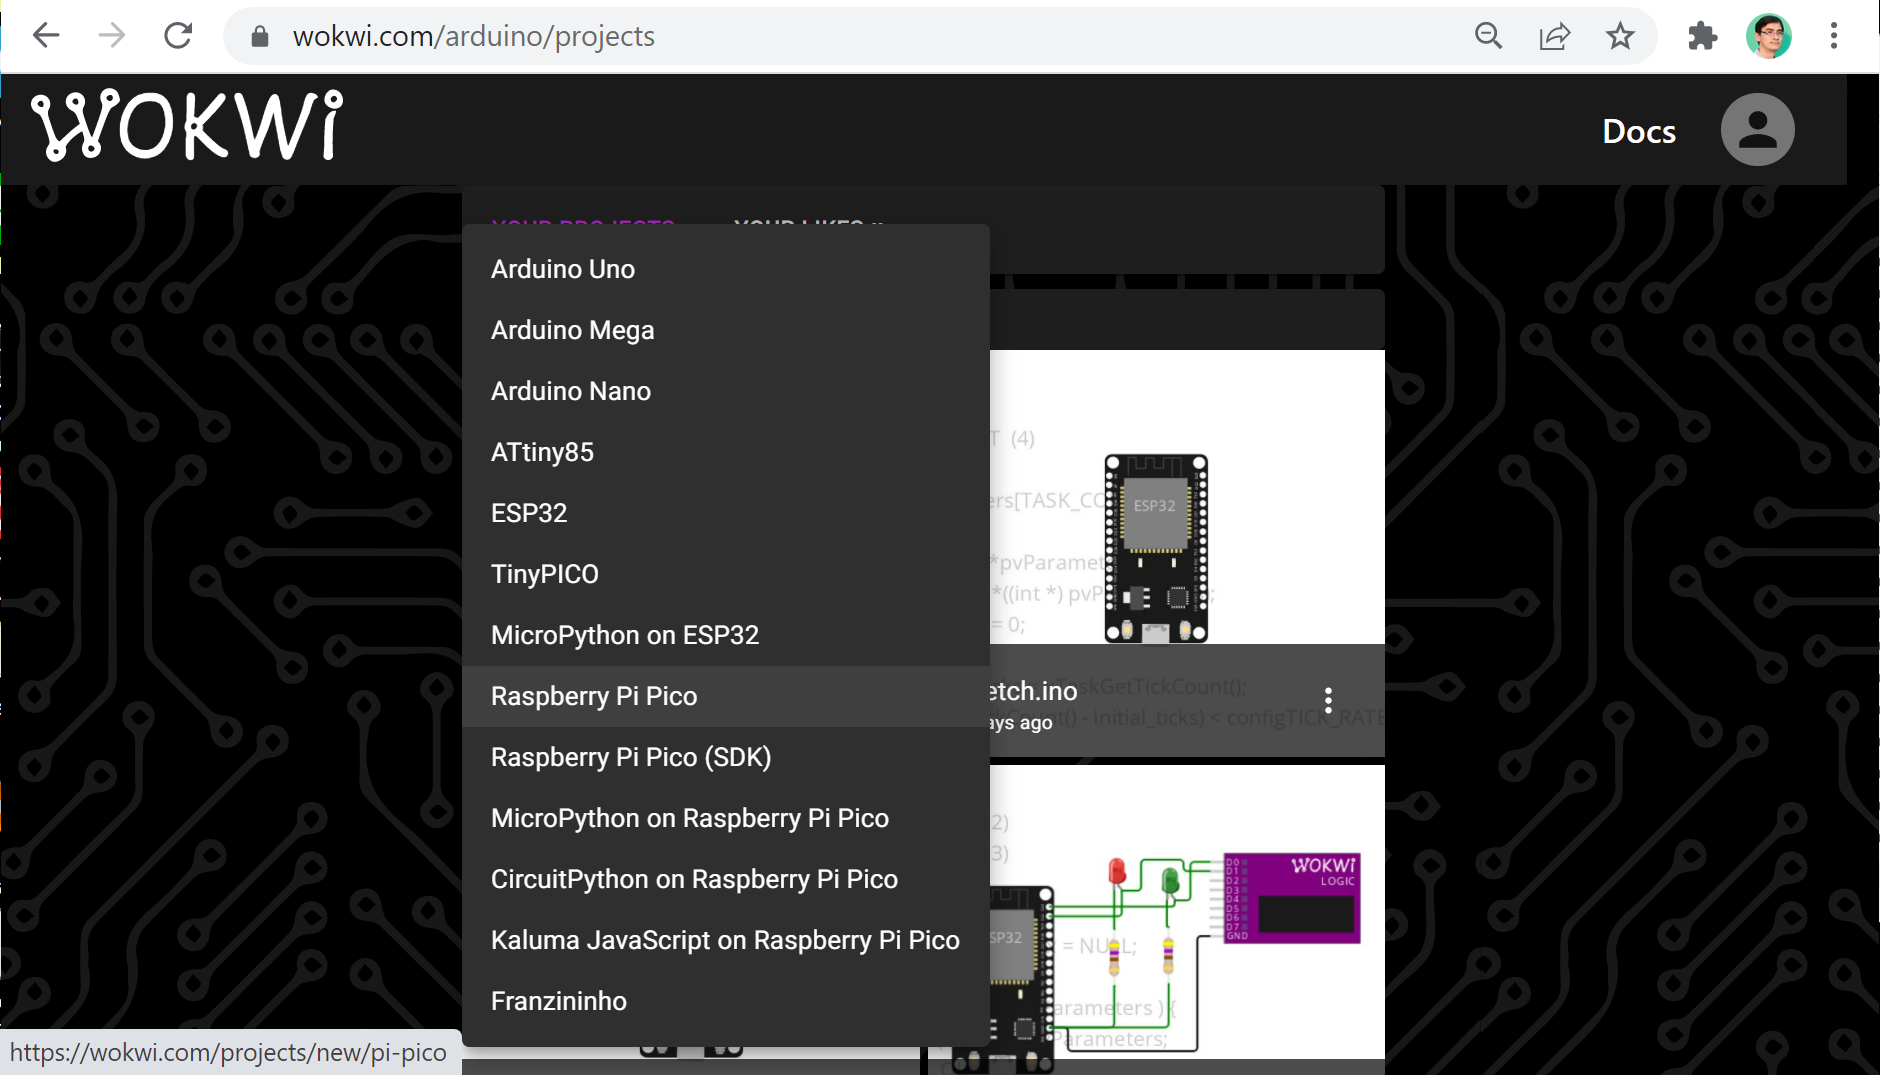 wokwi.com/arduino/projects
WOKWi
Docs
YOUR PROJECTS
YOUR LIKES
Arduino Uno
Arduino Mega
Arduino Nano
ATtiny85
ESP32
TinyPICO
MicroPython on ESP32
Raspberry Pi Pico
Raspberry Pi Pico (SDK)
MicroPython on Raspberry Pi Pico
CircuitPython on Raspberry Pi Pico
Kaluma JavaScript on Raspberry Pi Pico
Franzininho
T (4)
ers[TASK_CO
ESP32
*pvParamet
*((int *) pvP
;
= 0;
etch.ino
TaskGetTickCount();
ays ago
Count() - initial_ticks) < configTICK_RATE
2)
3)
D0
D1
D2
D3
D4
D5
D6
D7
GND
WOKWi
LOGIC
SP32
= NULL;
arameters ) {
Parameters;
https://wokwi.com/projects/new/pi-pico